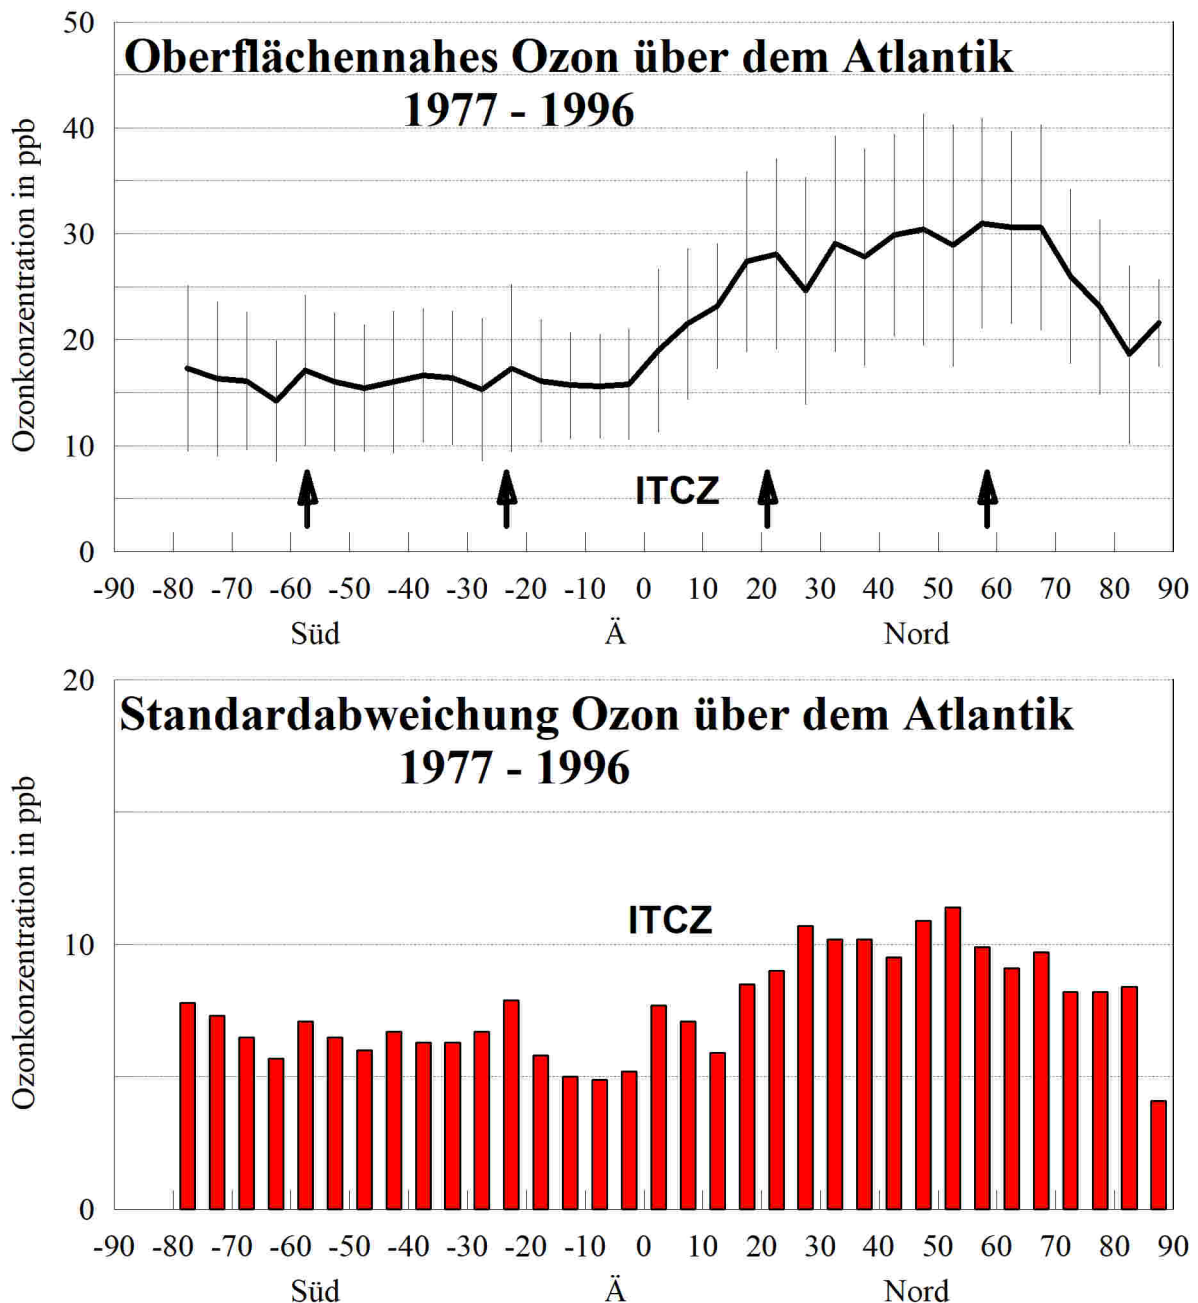 50
Oberflächennahes Ozon über dem Atlantik
1977 - 1996
40
Ozonkonzentration in ppb
30
20
10
ITCZ
0
-90 -80 -70 -60 -50 -40 -30 -20 -10 0 10 20 30 40 50 60 70 80 90
Süd Ä Nord
20
Standardabweichung Ozon über dem Atlantik
1977 - 1996
Ozonkonzentration in ppb
ITCZ
10
0
-90 -80 -70 -60 -50 -40 -30 -20 -10 0 10 20 30 40 50 60 70 80 90
Süd Ä Nord